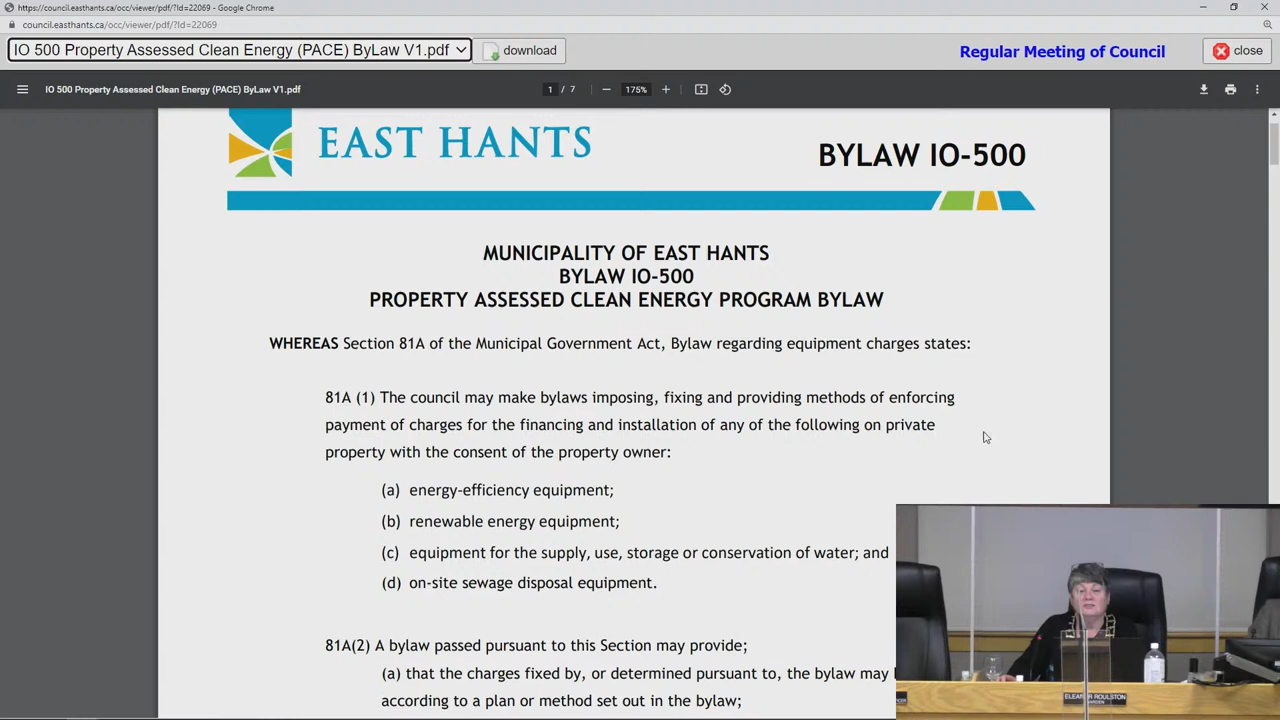 council.easthants.ca/occ/viewer/pdf/?Id=22069 - Google Chrome
council.easthants.ca/occ/viewer/pdf/?Id=22069
IO 500 Property Assessed Clean Energy (PACE) ByLaw V1.pdf
download
Regular Meeting of Council
close
IO 500 Property Assessed Clean Energy (PACE) ByLaw V1.pdf
1 / 7
175%
EAST HANTS
BYLAW IO-500
MUNICIPALITY OF EAST HANTS
BYLAW IO-500
PROPERTY ASSESSED CLEAN ENERGY PROGRAM BYLAW
WHEREAS Section 81A of the Municipal Government Act, Bylaw regarding equipment charges states:
81A (1) The council may make bylaws imposing, fixing and providing methods of enforcing
payment of charges for the financing and installation of any of the following on private
property with the consent of the property owner:
(a) energy-efficiency equipment;
(b) renewable energy equipment;
(c) equipment for the supply, use, storage or conservation of water; and
(d) on-site sewage disposal equipment.
81A(2) A bylaw passed pursuant to this Section may provide;
(a) that the charges fixed by, or determined pursuant to, the bylaw may
according to a plan or method set out in the bylaw;
ELEANOR ROULSTON
WARDEN